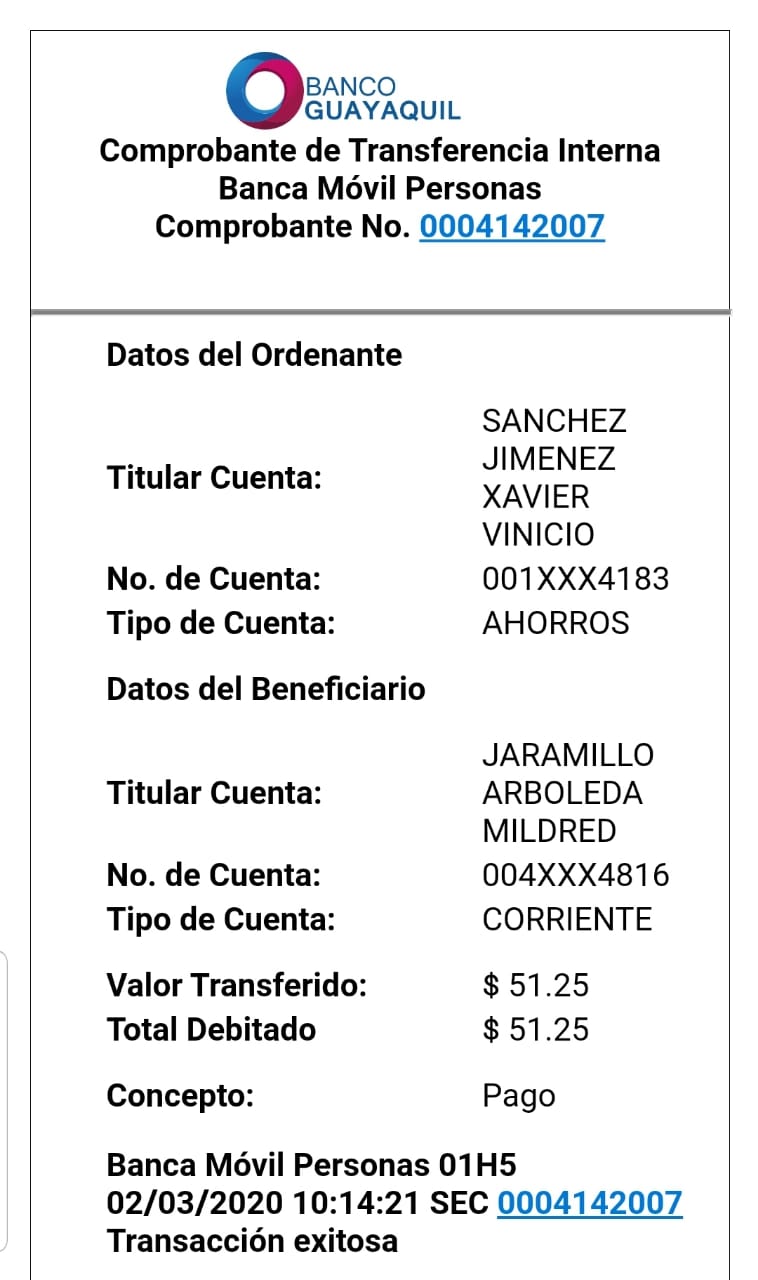 BANCO
GUAYAQUIL
Comprobante de Transferencia Interna
Banca Móvil Personas
Comprobante No. 0004142007
Datos del Ordenante
Titular Cuenta:
SANCHEZ
JIMENEZ
XAVIER
VINICIO
No. de Cuenta: 001XXX4183
Tipo de Cuenta: AHORROS
Datos del Beneficiario
Titular Cuenta:
JARAMILLO
ARBOLEDA
MILDRED
No. de Cuenta: 004XXX4816
Tipo de Cuenta: CORRIENTE
Valor Transferido: $ 51.25
Total Debitado $ 51.25
Concepto: Pago
Banca Móvil Personas 01H5
02/03/2020 10:14:21 SEC 0004142007
Transacción exitosa